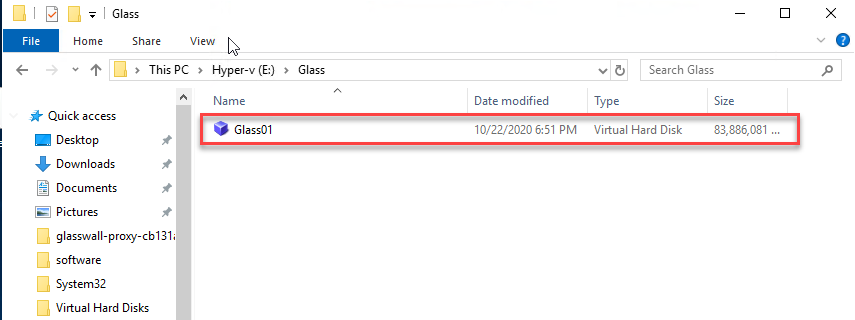 Glass
File Home Share View
This PC > Hyper-v (E:) > Glass Search Glass
Name Date modified Type Size
Quick access
Glass01 10/22/2020 6:51 PM Virtual Hard Disk 83,886,081 ...
Desktop
Downloads
Documents
Pictures
glasswall-proxy-cb131a
software
System32
Virtual Hard Disks